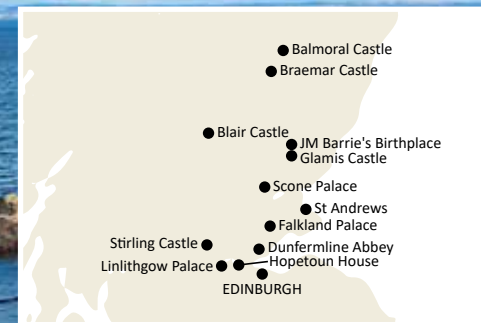 Balmoral Castle
Braemar Castle
Blair Castle
JM Barrie's Birthplace
Glamis Castle
Scone Palace
St Andrews
Falkland Palace
Stirling Castle
Dunfermline Abbey
Linlithgow Palace
Hopetoun House
EDINBURGH